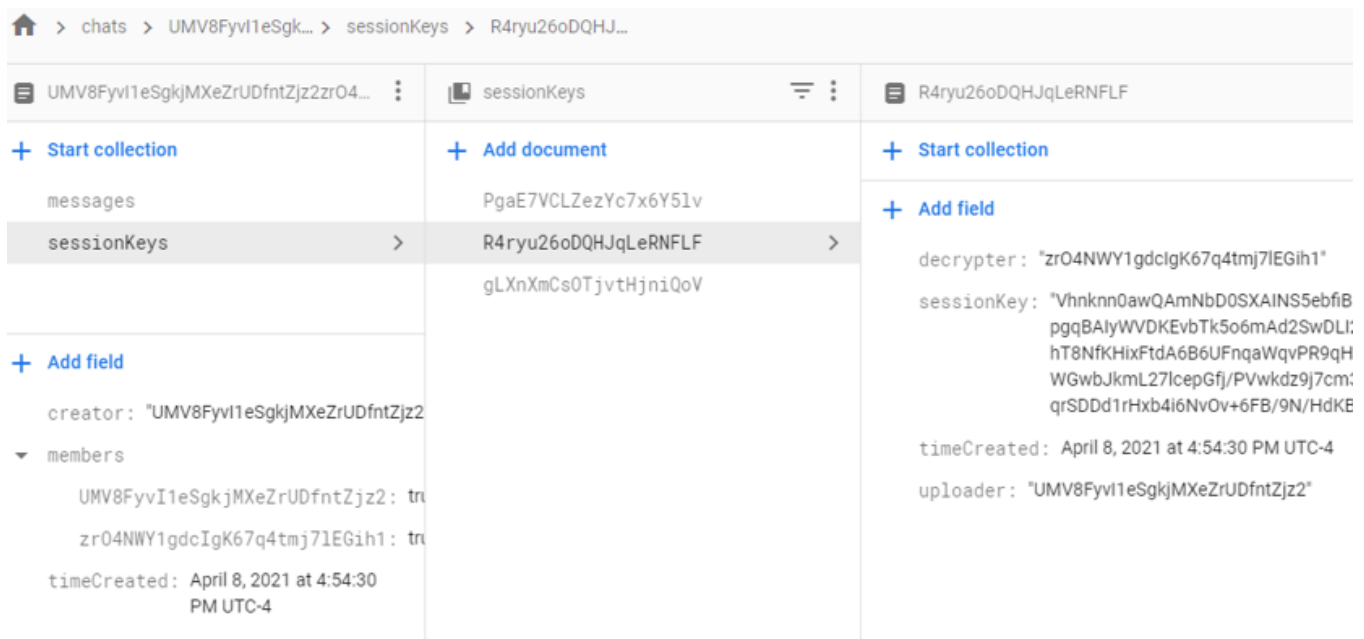 chats > UMV8FyvI1eSgk... > sessionKeys > R4ryu26oDQHJ...
UMV8FyvI1eSgkjMXeZrUDfntZjz2zrO4...
Start collection
messages
sessionKeys
Add field
creator: "UMV8FyvI1eSgkjMXeZrUDfntZjz2
members
UMV8FyvI1eSgkjMXeZrUDfntZjz2: tru
zrO4NWY1gdcIgK67q4tmj7lEGih1: tru
timeCreated: April 8, 2021 at 4:54:30
PM UTC-4
sessionKeys
Add document
PgaE7VCLZezYc7x6Y5lv
R4ryu26oDQHJqLeRNFLF
gLXnXmCsOTjvtHjniQoV
R4ryu26oDQHJqLeRNFLF
Start collection
Add field
decrypter: "zrO4NWY1gdcIgK67q4tmj7lEGih1"
sessionKey: "Vhnknn0awQAmNbD0SXAINS5ebfiB
pgqBAIyWVDKEvbTk5o6mAd2SwDLI2
hT8NfKHixFtdA6B6UFnqaWqvPR9qH
WGwbJkmL27lcepGfj/PVwkdz9j7cm3
qrSDDd1rHxb4i6NvOv+6FB/9N/HdKB
timeCreated: April 8, 2021 at 4:54:30 PM UTC-4
uploader: "UMV8FyvI1eSgkjMXeZrUDfntZjz2"